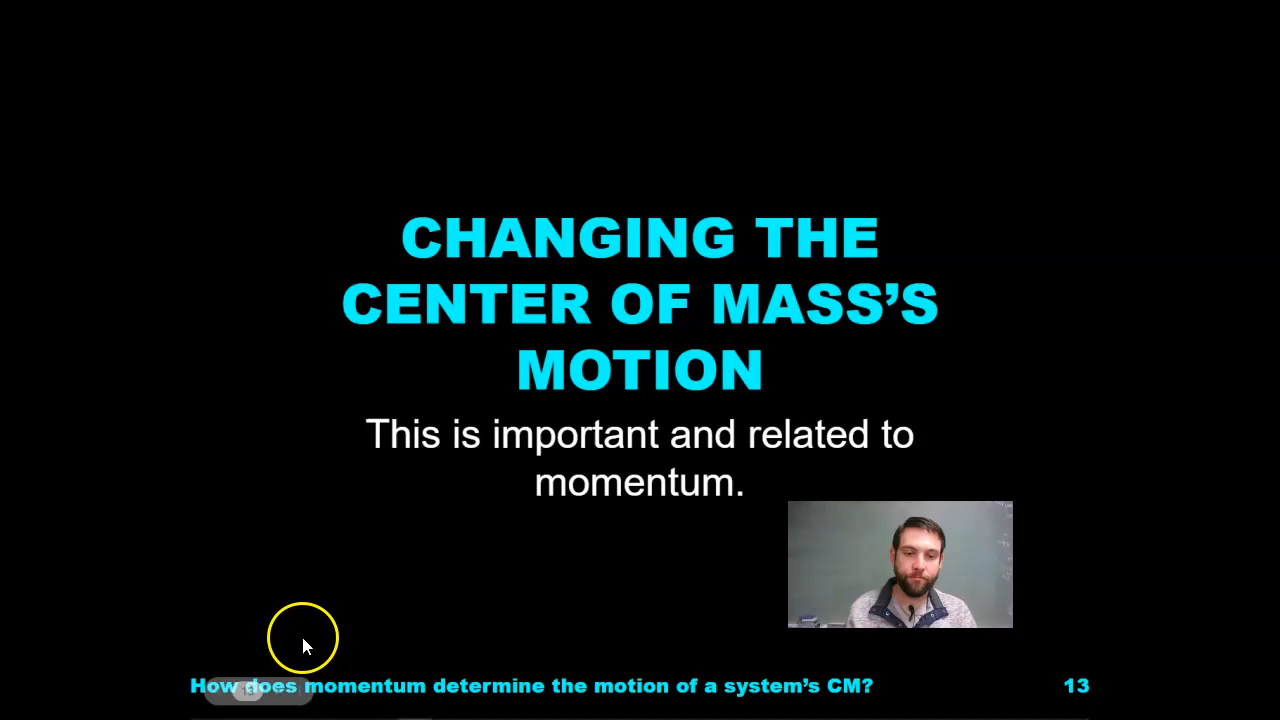 CHANGING THE
CENTER OF MASS’S
MOTION
This is important and related to
momentum.
How does momentum determine the motion of a system’s CM?
13